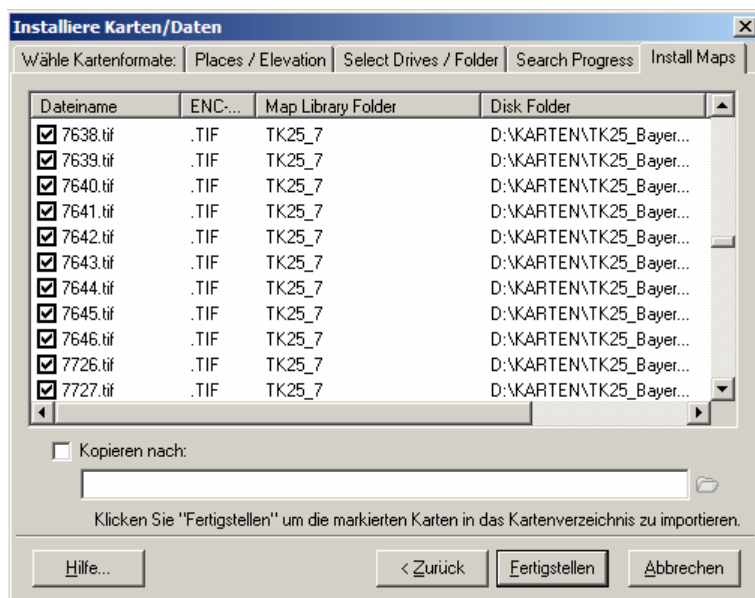 Installiere Karten/Daten
Wähle Kartenformate: Places / Elevation Select Drives / Folder Search Progress Install Maps
Dateiname ENC-... Map Library Folder Disk Folder
7638.tif .TIF TK25_7 D:\KARTEN\TK25_Bayer...
7639.tif .TIF TK25_7 D:\KARTEN\TK25_Bayer...
7640.tif .TIF TK25_7 D:\KARTEN\TK25_Bayer...
7641.tif .TIF TK25_7 D:\KARTEN\TK25_Bayer...
7642.tif .TIF TK25_7 D:\KARTEN\TK25_Bayer...
7643.tif .TIF TK25_7 D:\KARTEN\TK25_Bayer...
7644.tif .TIF TK25_7 D:\KARTEN\TK25_Bayer...
7645.tif .TIF TK25_7 D:\KARTEN\TK25_Bayer...
7646.tif .TIF TK25_7 D:\KARTEN\TK25_Bayer...
7726.tif .TIF TK25_7 D:\KARTEN\TK25_Bayer...
7727.tif .TIF TK25_7 D:\KARTEN\TK25_Bayer...
Kopieren nach:
Klicken Sie "Fertigstellen" um die markierten Karten in das Kartenverzeichnis zu importieren.
Hilfe... < Zurück Fertigstellen Abbrechen